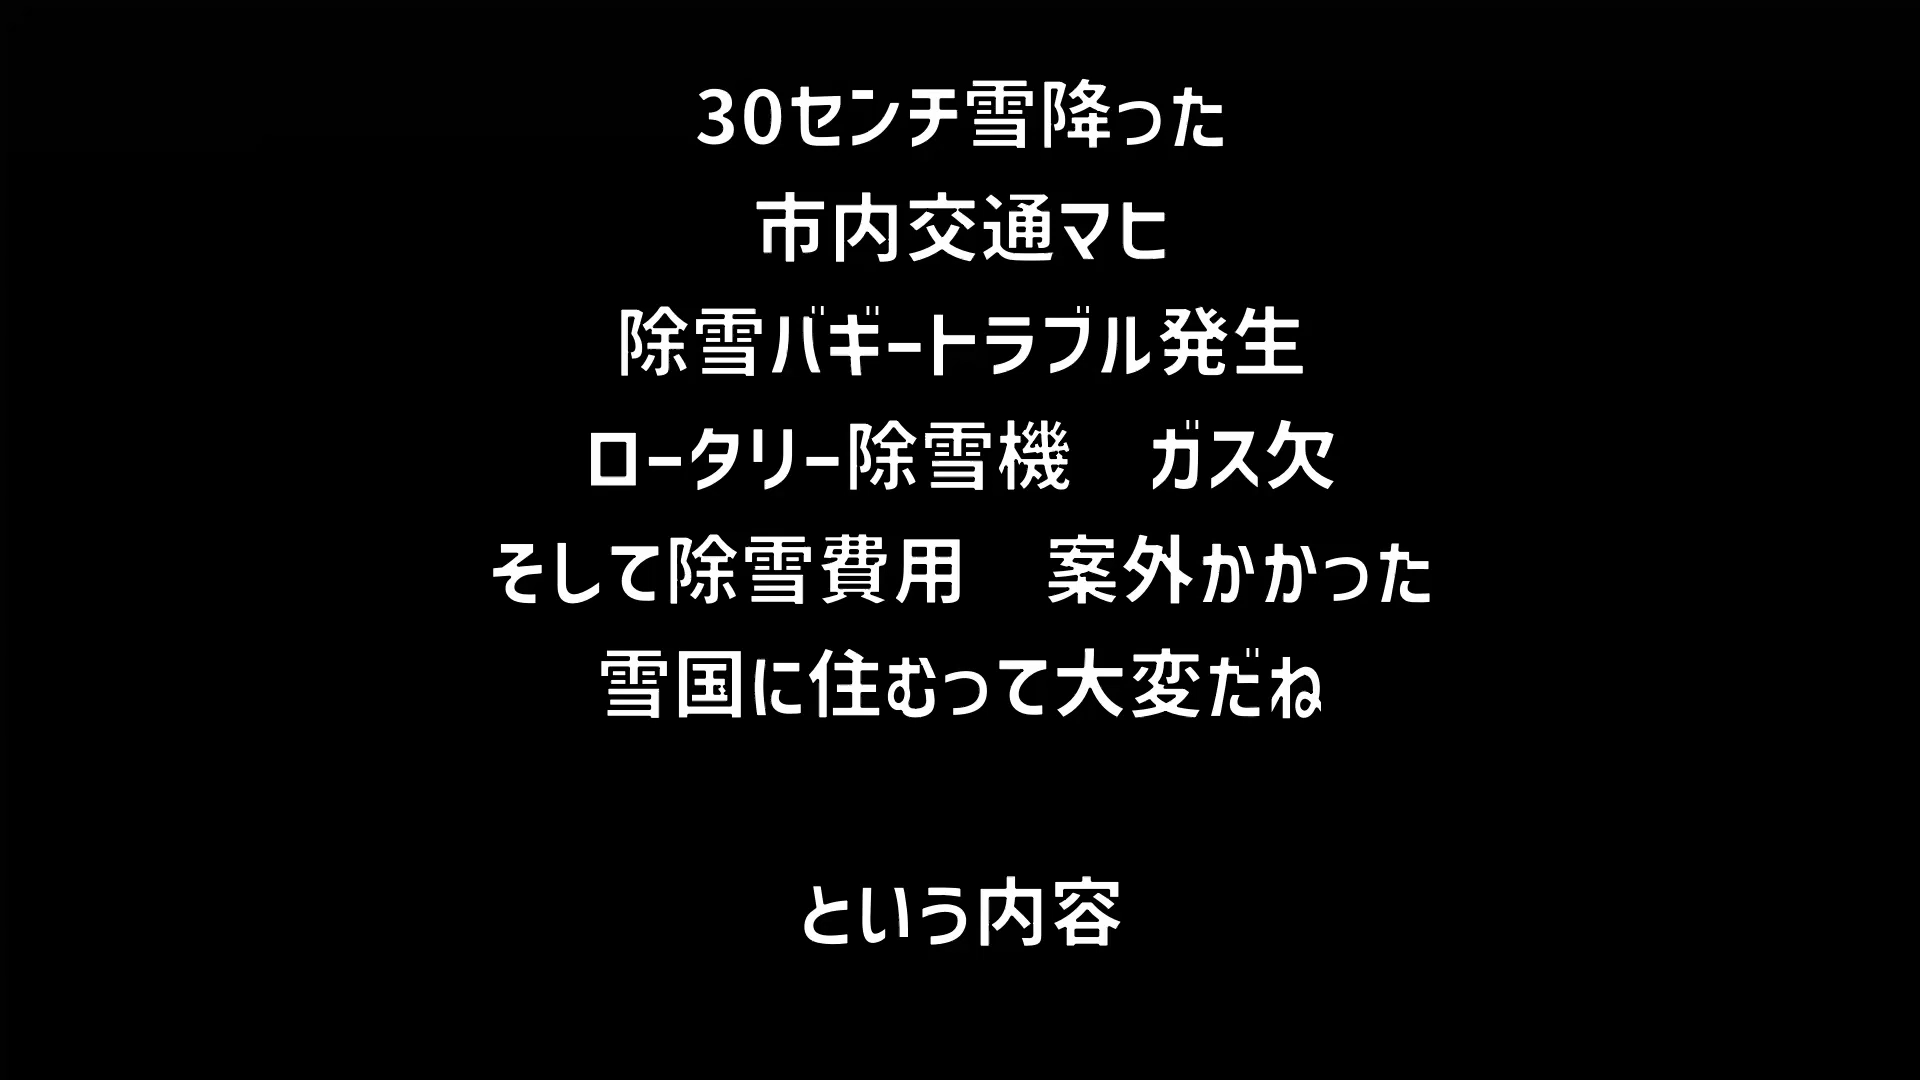 30センチ雪降った
市内交通マヒ
除雪バギートラブル発生
ロータリー除雪機　ガス欠
そして除雪費用　案外かかった
雪国に住むって大変だね
という内容